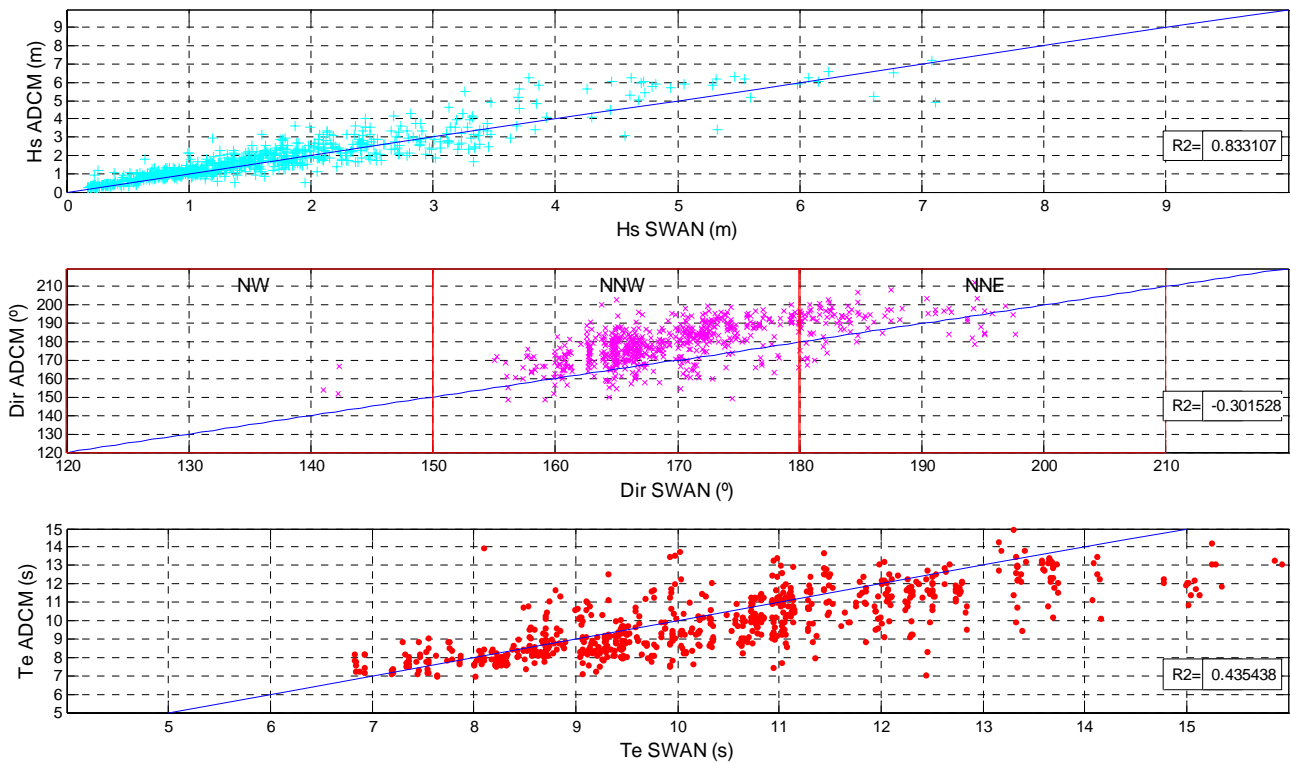 9
8
7
6
5
4
3
2
1
0
Hs ADCM (m)
R2= 0.833107
0 1 2 3 4 5 6 7 8 9
Hs SWAN (m)
NW NNW NNE
210
200
190
180
170
160
150
140
130
120
Dir ADCM (º)
R2= -0.301528
120 130 140 150 160 170 180 190 200 210
Dir SWAN (º)
15
14
13
12
11
10
9
8
7
6
5
Te ADCM (s)
R2= 0.435438
5 6 7 8 9 10 11 12 13 14 15
Te SWAN (s)